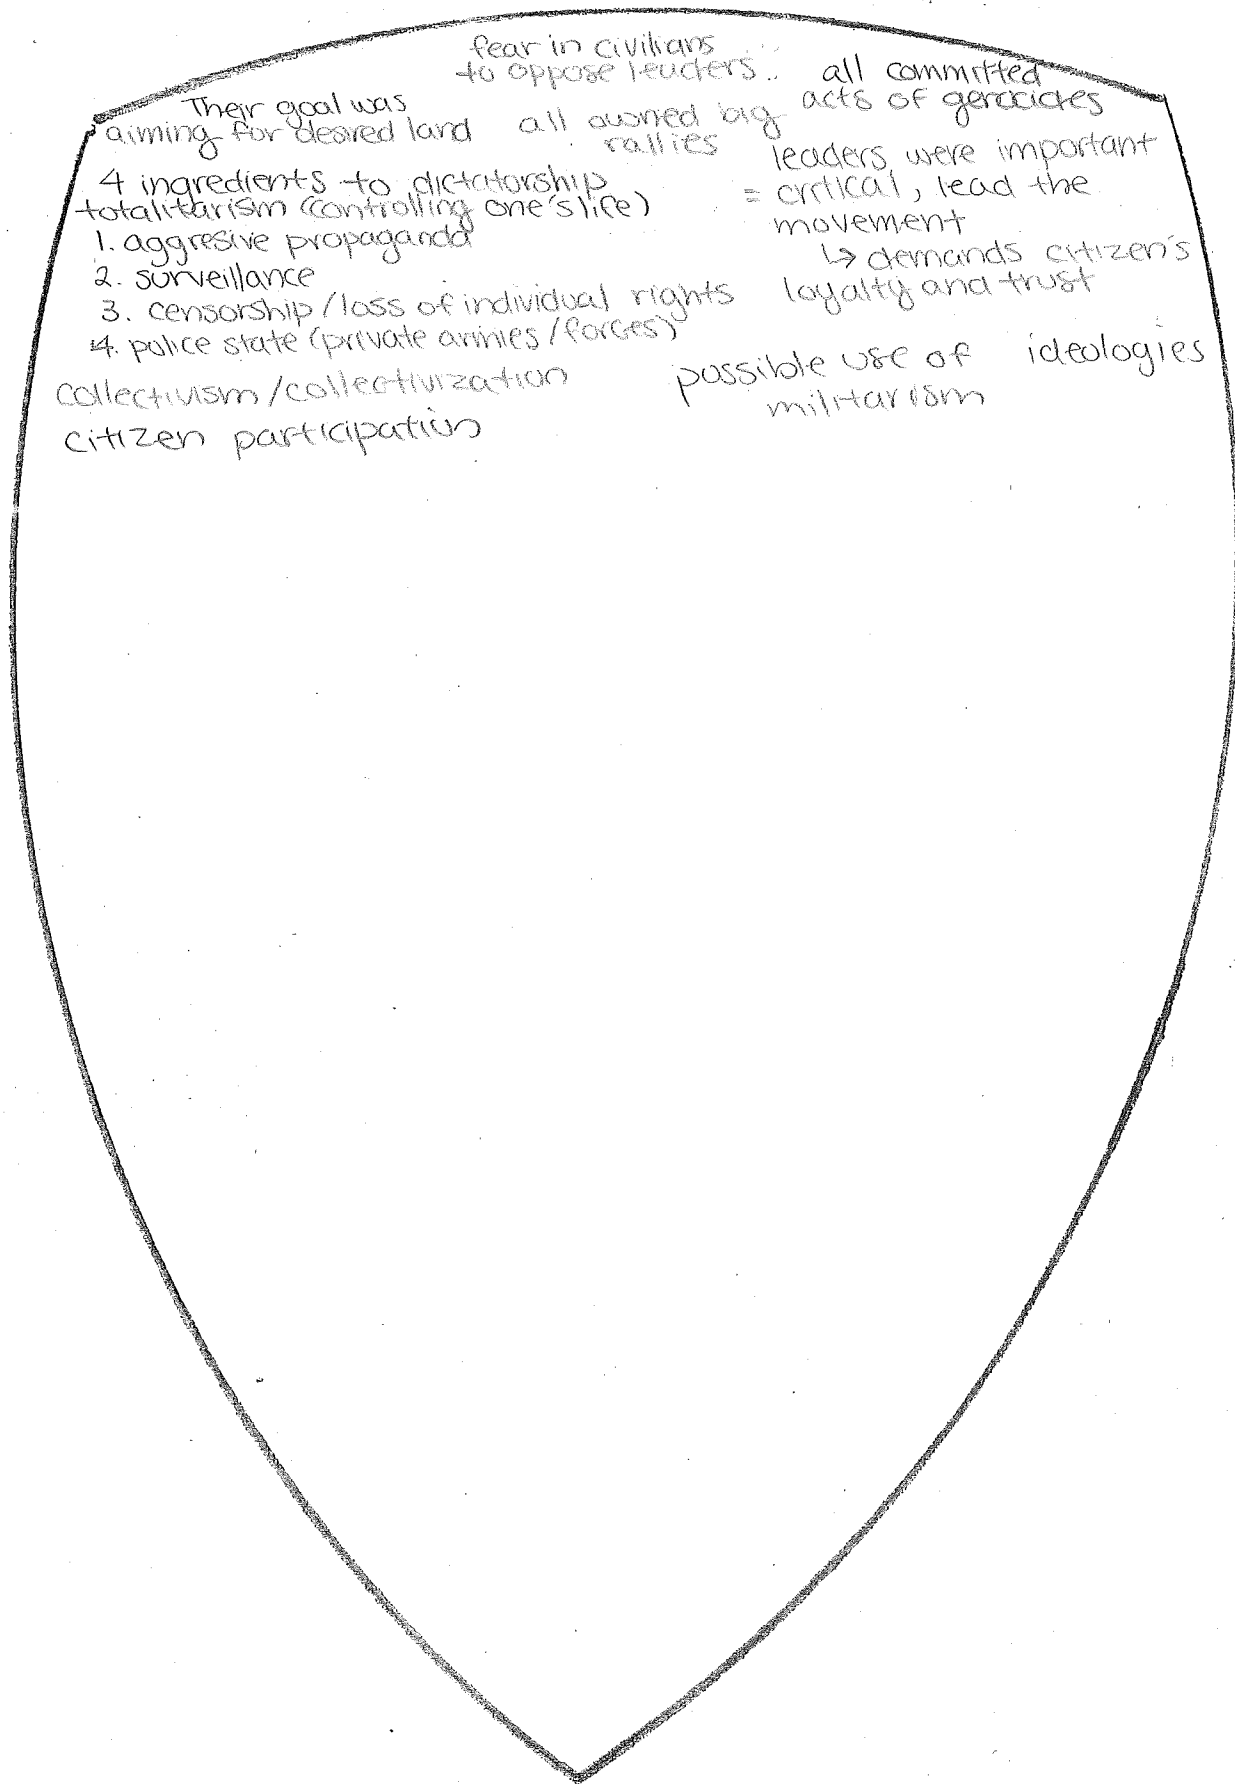 fear in civilians
to oppose leaders..
all committed
acts of genocides
Their goal was
aiming for desired land
all owned big
rallies
leaders were important
= critical, lead the
movement
↳ demands citizen's
loyalty and trust
4 ingredients to dictatorship
totalitarism (controlling one's life)
1. aggresive propaganda
2. surveillance
3. censorship/loss of individual rights
4. police state (private armies/forces)
collectivism/collectivization
citizen participation
possible use of
militarism
ideologies